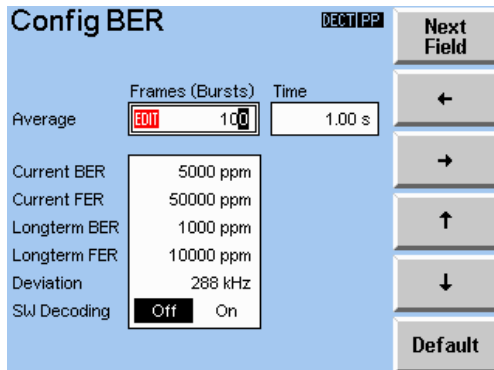 Config BER DECT PP
Next Field
Frames (Bursts) Time
Average EDIT 100 1.00 s
←
Current BER 5000 ppm
→
Current FER 50000 ppm
Longterm BER 1000 ppm
↑
Longterm FER 10000 ppm
Deviation 288 kHz
↓
SW Decoding Off On
Default